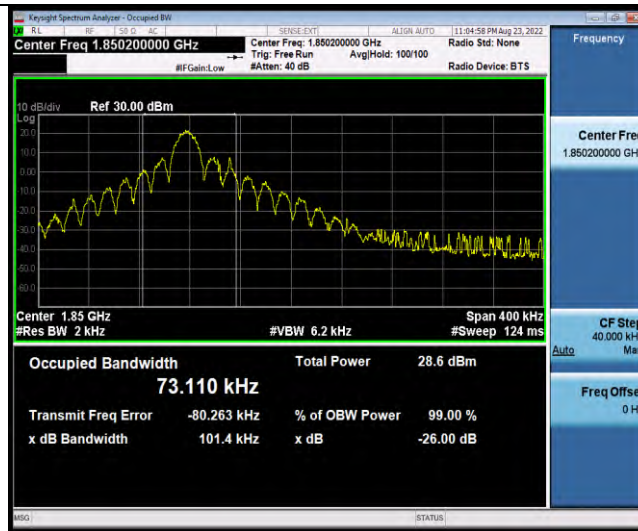 Keysight Spectrum Analyzer - Occupied BW
RL RF 50 Ω AC SENSE:EXT ALIGN AUTO 11:04:58 PM Aug 23, 2022
Center Freq 1.850200000 GHz
Center Freq: 1.850200000 GHz Radio Std: None
Trig: Free Run Avg|Hold: 100/100
#IFGain:Low #Atten: 40 dB Radio Device: BTS
Frequency
10 dB/div Ref 30.00 dBm
Log
20.0
10.0
0.00
-10.0
-20.0
-30.0
-40.0
-50.0
-60.0
Center Fre
1.850200000 GH
Center 1.85 GHz Span 400 kHz
#Res BW 2 kHz #VBW 6.2 kHz #Sweep 124 ms
CF Step
40.000 kH
Auto Ma
Occupied Bandwidth Total Power 28.6 dBm
73.110 kHz
Transmit Freq Error -80.263 kHz % of OBW Power 99.00 %
x dB Bandwidth 101.4 kHz x dB -26.00 dB
Freq Offse
0 H
MSG STATUS